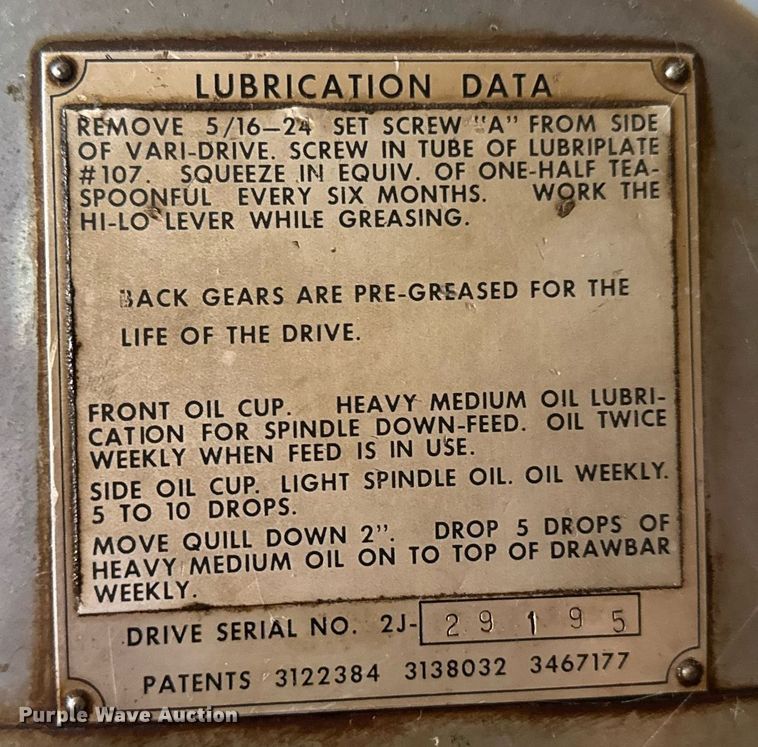 LUBRICATION DATA
REMOVE 5/16-24 SET SCREW "A" FROM SIDE
OF VARI-DRIVE. SCREW IN TUBE OF LUBRIPLATE
#107. SQUEEZE IN EQUIV. OF ONE-HALF TEA-
SPOONFUL EVERY SIX MONTHS. WORK THE
HI-LO LEVER WHILE GREASING.
BACK GEARS ARE PRE-GREASED FOR THE
LIFE OF THE DRIVE.
FRONT OIL CUP. HEAVY MEDIUM OIL LUBRI-
CATION FOR SPINDLE DOWN-FEED. OIL TWICE
WEEKLY WHEN FEED IS IN USE.
SIDE OIL CUP. LIGHT SPINDLE OIL. OIL WEEKLY.
5 TO 10 DROPS.
MOVE QUILL DOWN 2". DROP 5 DROPS OF
HEAVY MEDIUM OIL ON TO TOP OF DRAWBAR
WEEKLY.
DRIVE SERIAL NO. 2J-29195
PATENTS 3122384 3138032 3467177
Purple Wave Auction